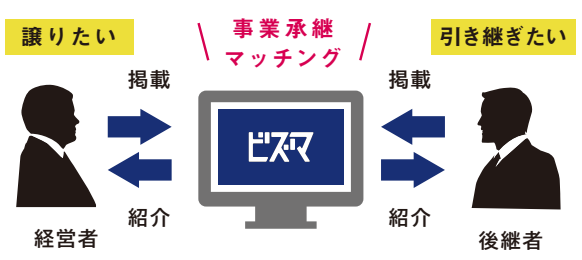 譲りたい
事業承継
マッチング
引き継ぎたい
掲載
掲載
ビズマ
紹介
紹介
経営者
後継者